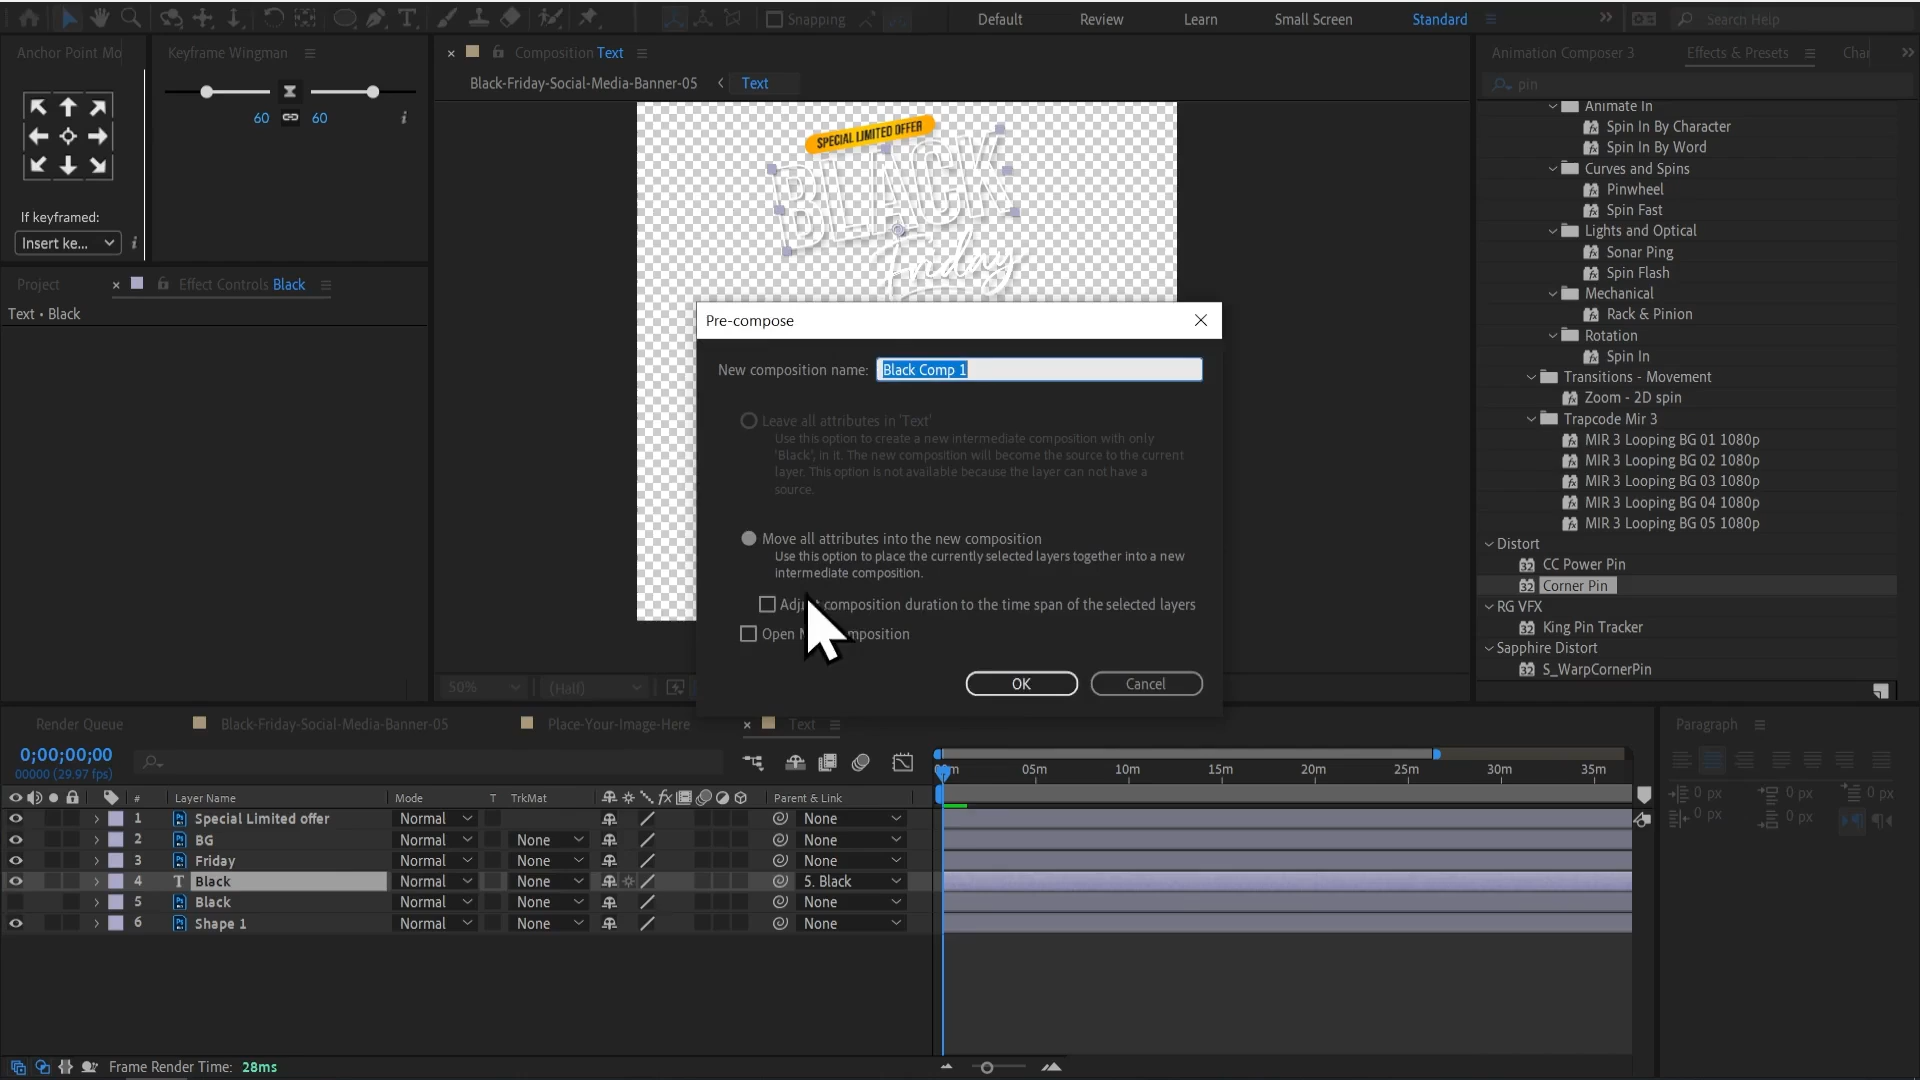 Snapping
Default
Review
Learn
Small Screen
Standard
Search Help
Anchor Point Mo
Keyframe Wingman
Composition Text
Animation Composer 3
Effects & Presets
Char
Black-Friday-Social-Media-Banner-05
Text
60
60
If keyframed:
Insert ke...
Project
Effect Controls Black
Text • Black
SPECIAL LIMITED OFFER
BLACK
Friday
pin
Animate In
Spin In By Character
Spin In By Word
Curves and Spins
Pinwheel
Spin Fast
Lights and Optical
Sonar Ping
Spin Flash
Mechanical
Rack & Pinion
Rotation
Spin In
Transitions - Movement
Zoom - 2D spin
Trapcode Mir 3
MIR 3 Looping BG 01 1080p
MIR 3 Looping BG 02 1080p
MIR 3 Looping BG 03 1080p
MIR 3 Looping BG 04 1080p
MIR 3 Looping BG 05 1080p
Distort
CC Power Pin
Corner Pin
RG VFX
King Pin Tracker
Sapphire Distort
S_WarpCornerPin
Pre-compose
New composition name: Black Comp 1
Leave all attributes in 'Text'
Use this option to create a new intermediate composition with only
'Black', in it. The new composition will become the source to the current
layer. This option is not available because the layer can not have a
source.
Move all attributes into the new composition
Use this option to place the currently selected layers together into a new
intermediate composition.
composition duration to the time span of the selected layers
Open
OK
Cancel
50%
(Half)
Render Queue
Black-Friday-Social-Media-Banner-05
Place-Your-Image-Here
Text
0;00;00;00
00000 (29.97 fps)
05m
10m
15m
20m
25m
30m
35m
# Layer Name Mode T TrkMat Parent & Link
1 Special Limited offer Normal None
2 BG Normal None None
3 Friday Normal None None
4 T Black Normal None 5. Black
5 Black Normal None None
6 Shape 1 Normal None None
Paragraph
0 px
0 px
0 px
0 px
0 px
Frame Render Time: 28ms